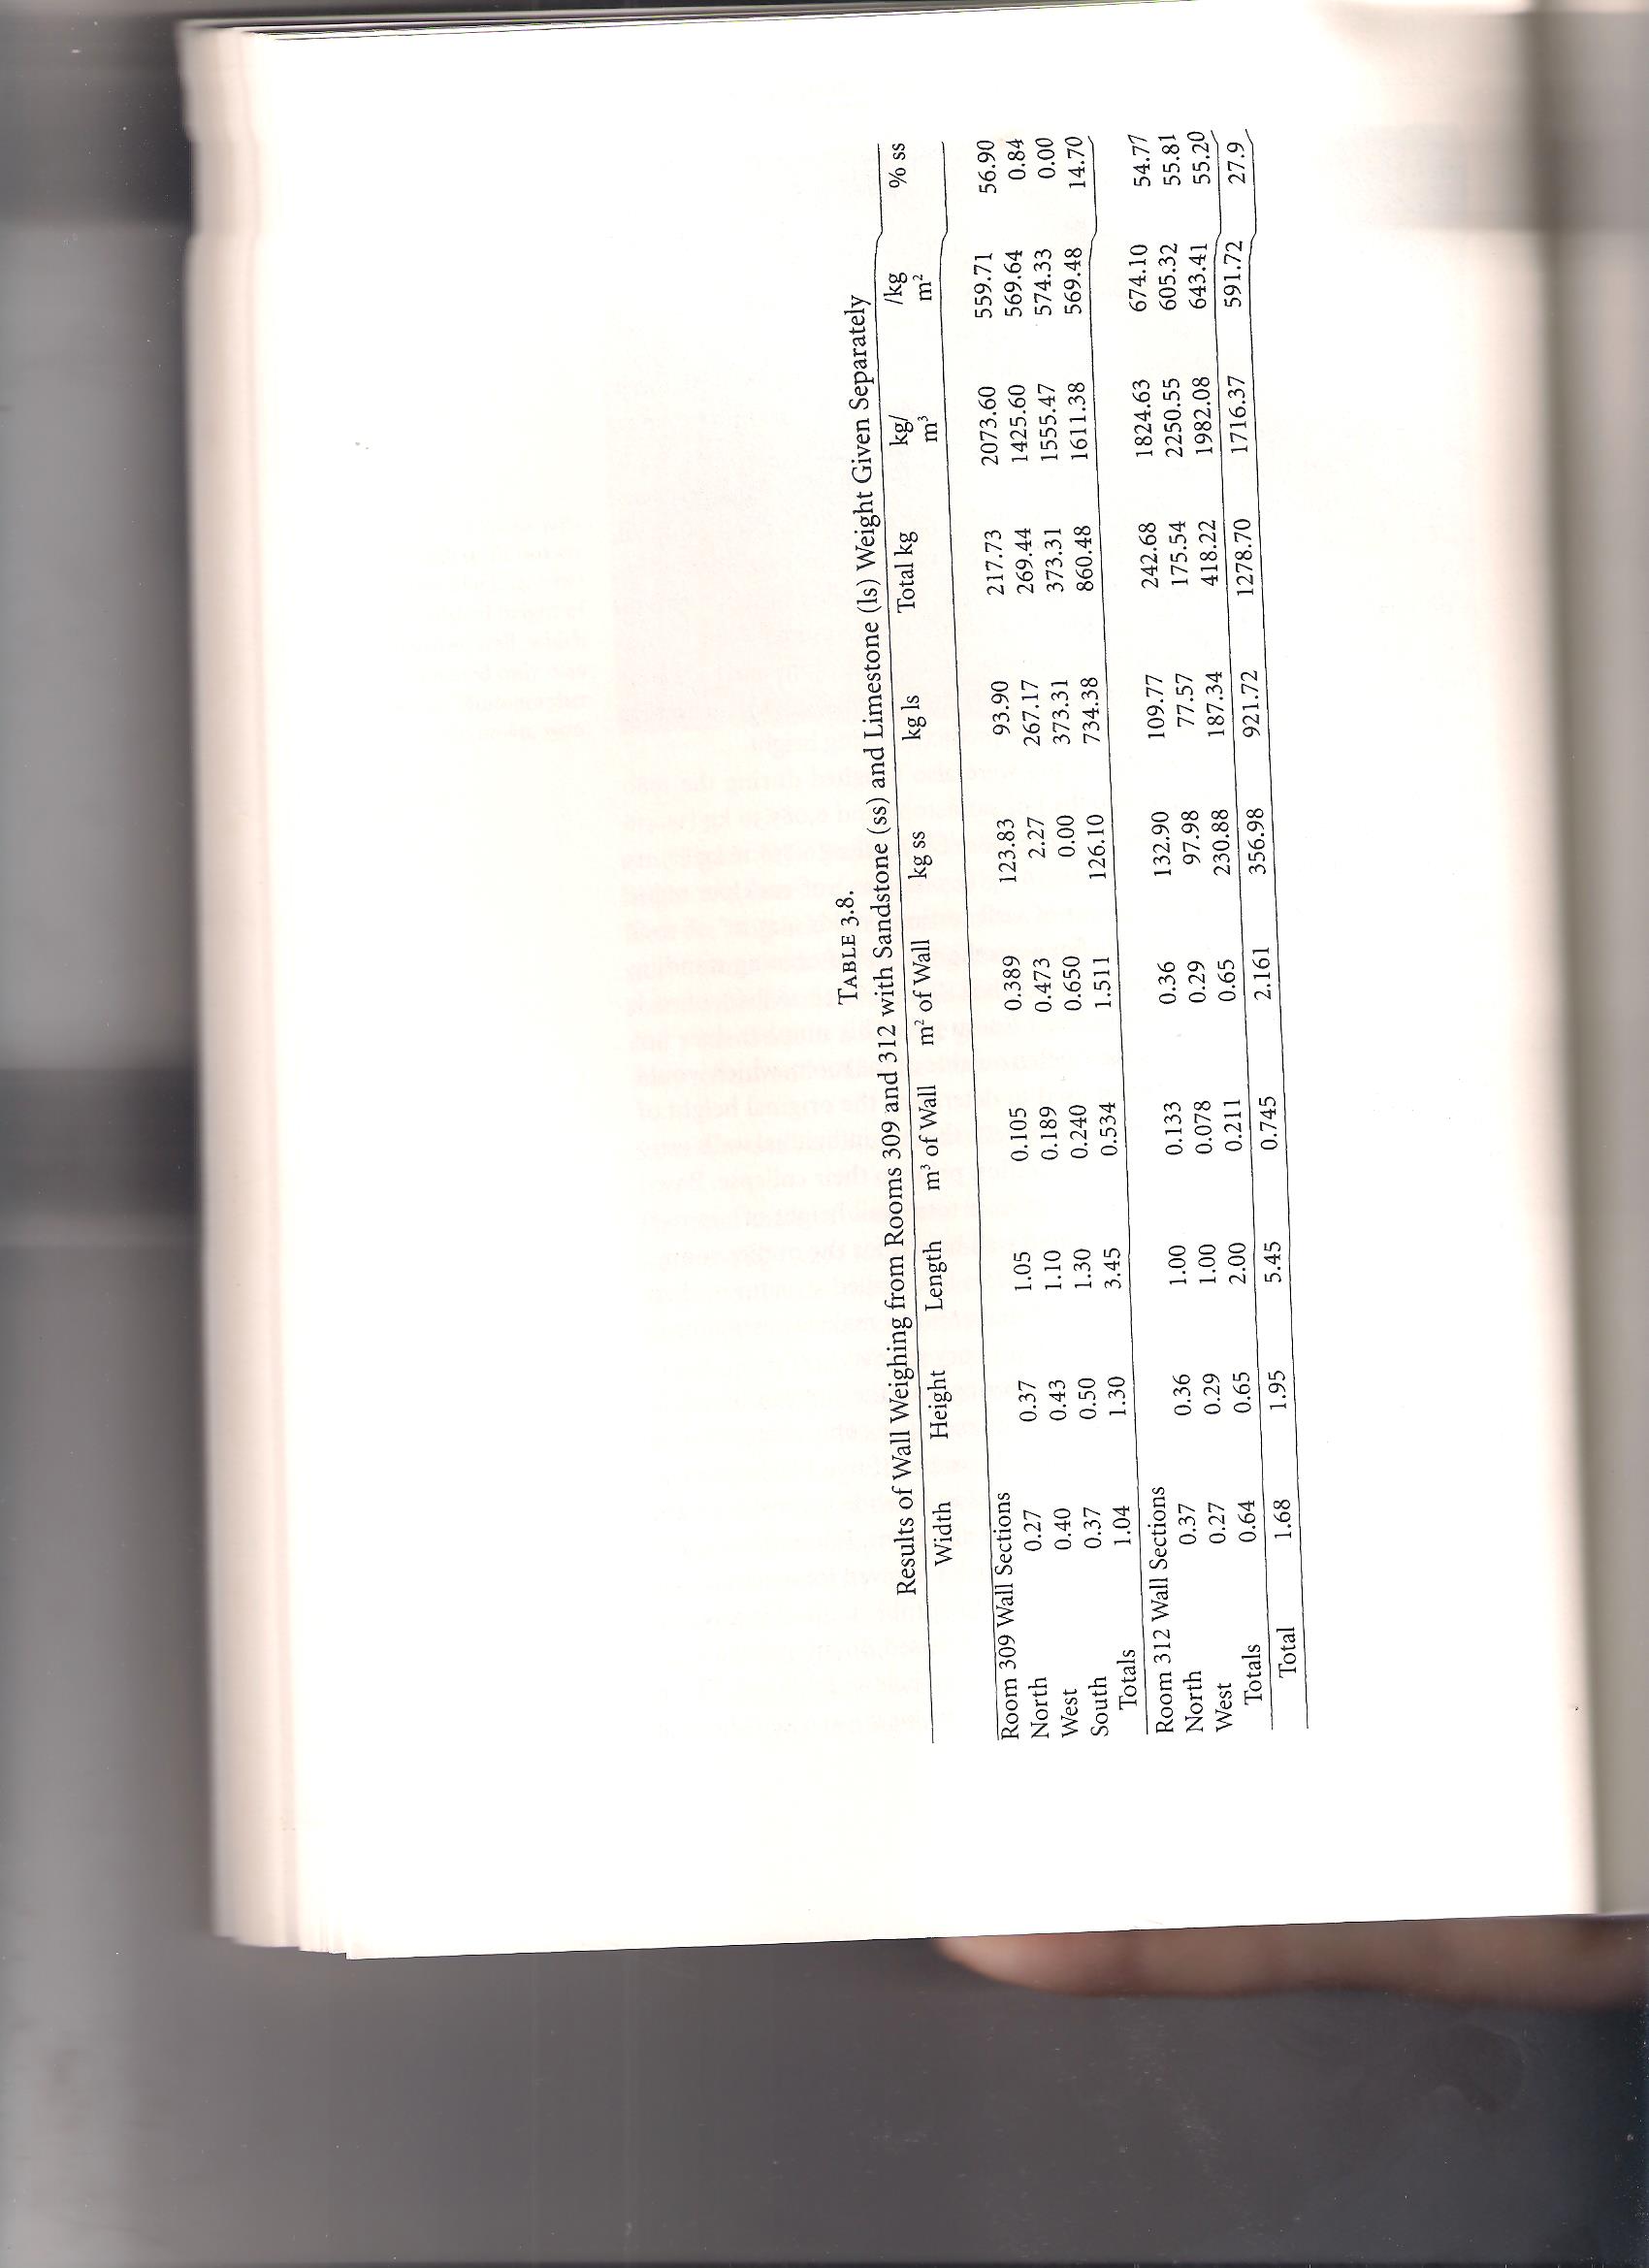 TABLE 3.8.
Results of Wall Weighing from Rooms 309 and 312 with Sandstone (ss) and Limestone (ls) Weight Given Separately
Width Height Length m³ of Wall m² of Wall kg ss kg ls Total kg kg/ m³ /kg m² % ss
Room 309 Wall Sections
North 0.27 0.37 1.05 0.105 0.389 123.83 93.90 217.73 2073.60 559.71 56.90
West 0.40 0.43 1.10 0.189 0.473 2.27 267.17 269.44 1425.60 569.64 0.84
South 0.37 0.50 1.30 0.240 0.650 0.00 373.31 373.31 1555.47 574.33 0.00
Totals 1.04 1.30 3.45 0.534 1.511 126.10 734.38 860.48 1611.38 569.48 14.70
Room 312 Wall Sections
North 0.37 0.36 1.00 0.133 0.36 132.90 109.77 242.68 1824.63 674.10 54.77
West 0.27 0.29 1.00 0.078 0.29 97.98 77.57 175.54 2250.55 605.32 55.81
Totals 0.64 0.65 2.00 0.211 0.65 230.88 187.34 418.22 1982.08 643.41 55.20
Total 1.68 1.95 5.45 0.745 2.161 356.98 921.72 1278.70 1716.37 591.72 27.9